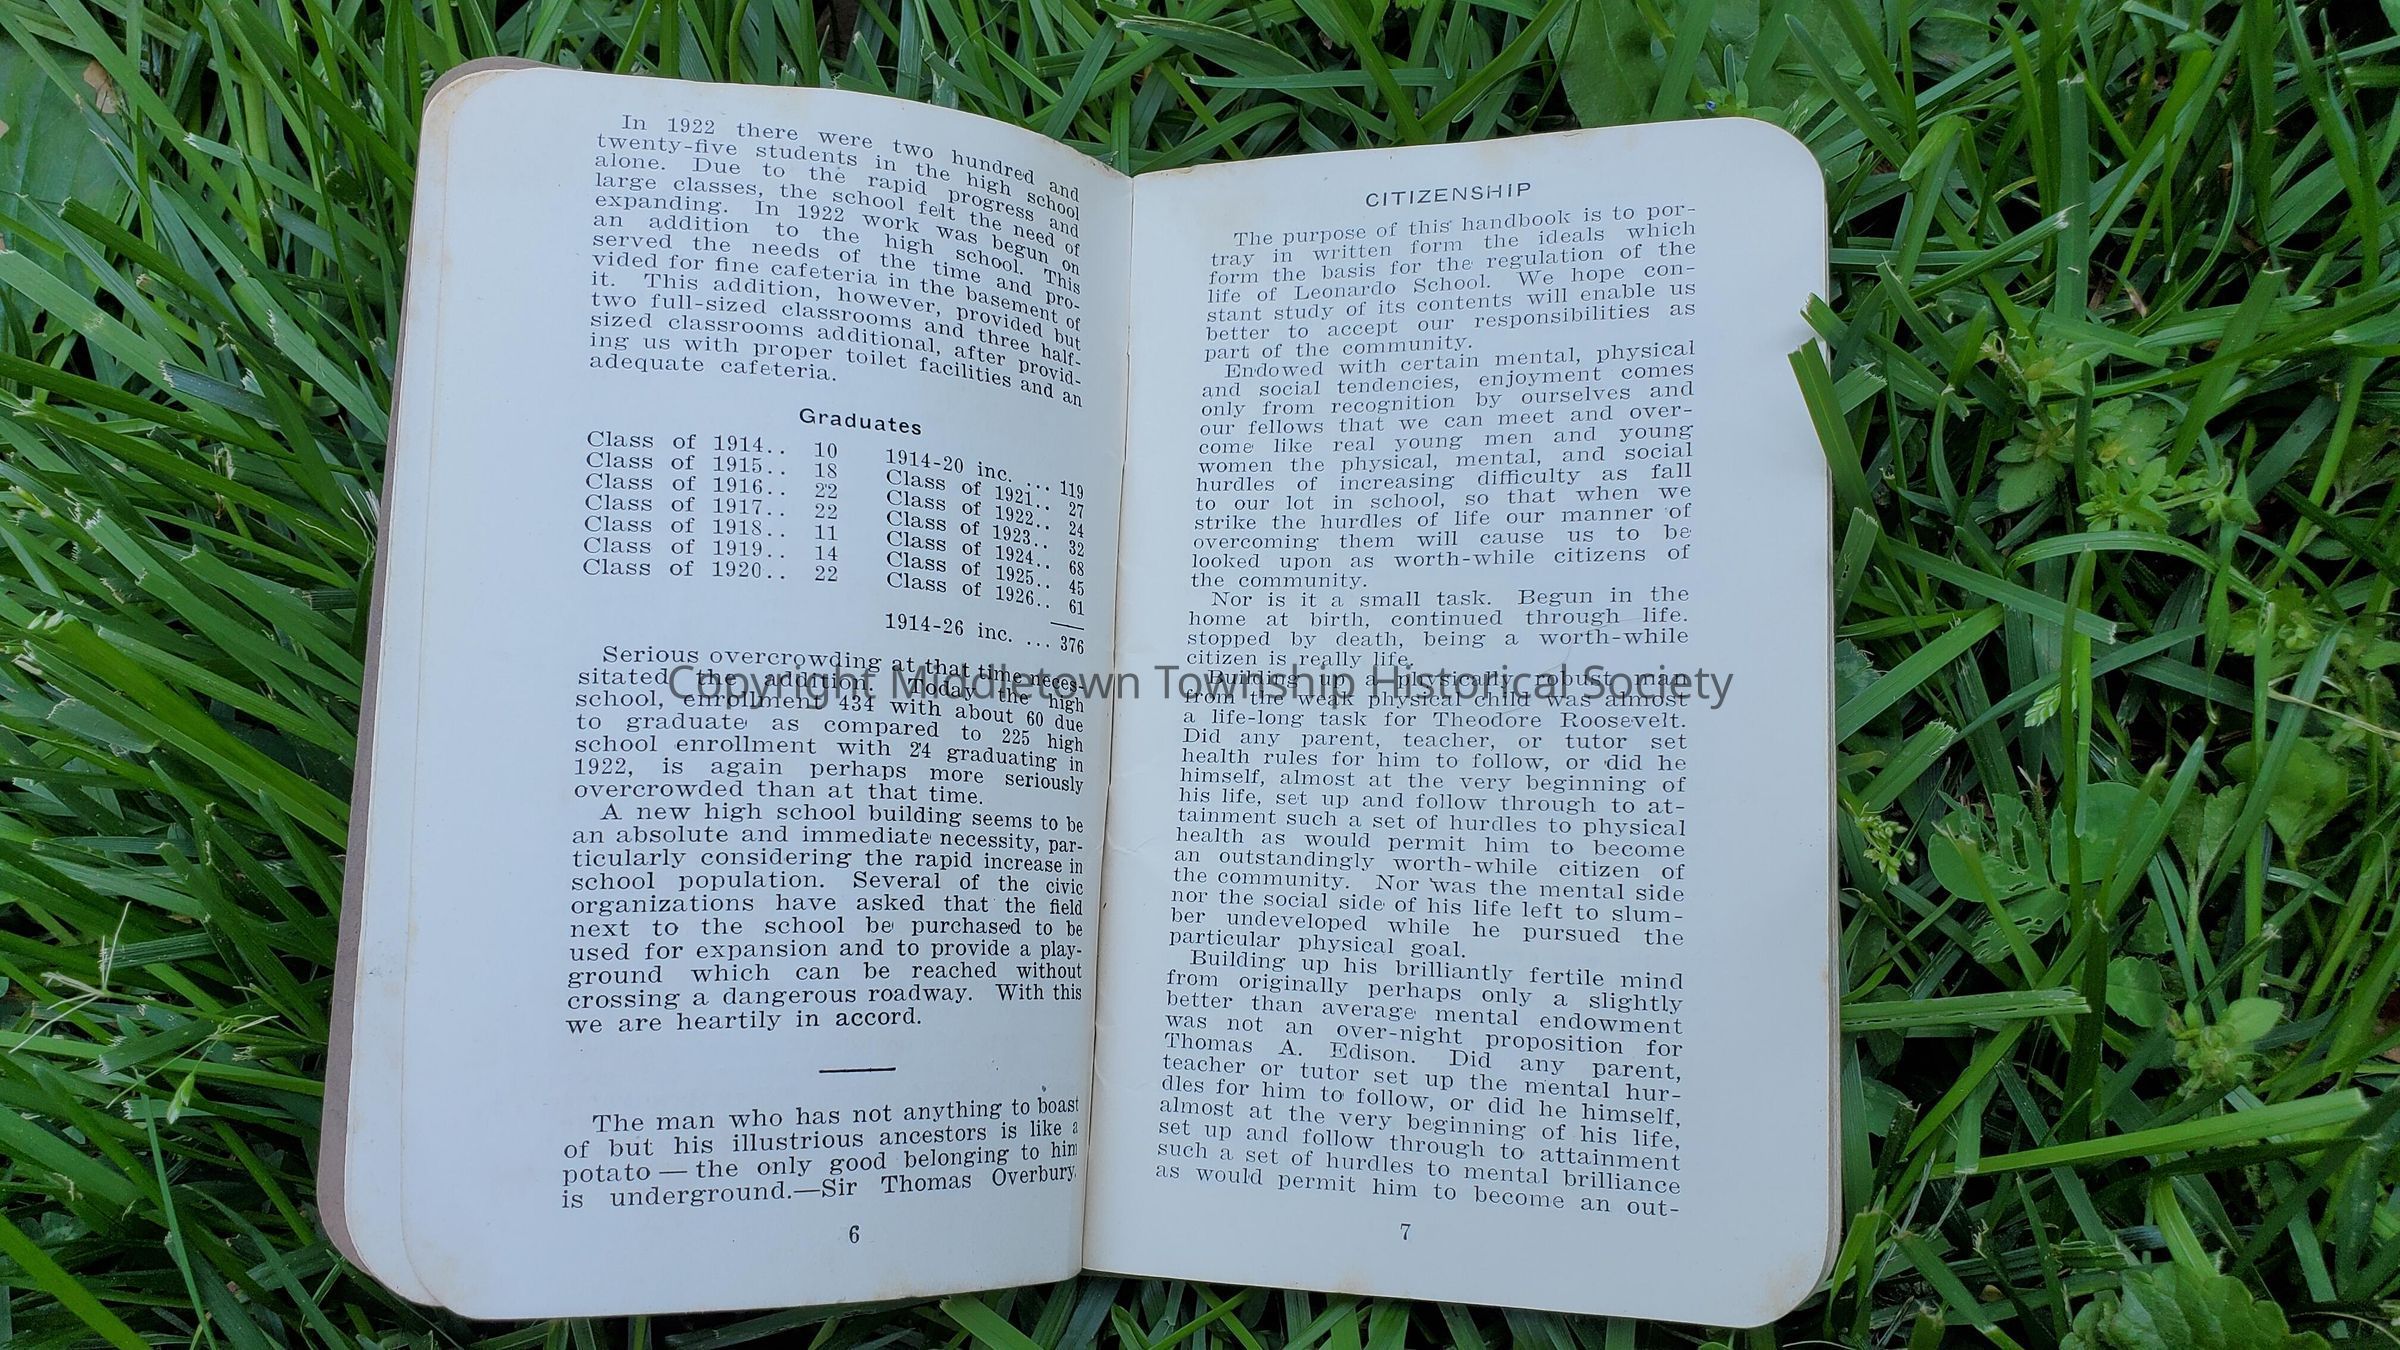 In 1922 there were two hundred and
twenty-five students in the high school
alone. Due to the rapid progress and
large classes, the school felt the need of
expanding. In 1922 work was begun on
an addition to the high school. This
served the needs of the time and pro-
vided for fine cafeteria in the basement of
it. This addition, however, provided but
two full-sized classrooms and three half-
sized classrooms additional, after provid-
ing us with proper toilet facilities and an
adequate cafeteria.
Graduates
Class of 1914.. 10
Class of 1915.. 18
Class of 1916.. 22
Class of 1917.. 22
Class of 1918.. 11
Class of 1919.. 14
Class of 1920.. 22
1914-20 inc. ... 119
Class of 1921.. 27
Class of 1922.. 24
Class of 1923.. 32
Class of 1924.. 68
Class of 1925.. 45
Class of 1926.. 61
1914-26 inc. ... 376
Serious overcrowding at that time neces-
sitated the addition. Today the high
school, enrollment 434 with about 60 due
to graduate as compared to 225 high
school enrollment with 24 graduating in
1922, is again perhaps more seriously
overcrowded than at that time.
A new high school building seems to be
an absolute and immediate necessity, par-
ticularly considering the rapid increase in
school population. Several of the civic
organizations have asked that the field
next to the school be purchased to be
used for expansion and to provide a play-
ground which can be reached without
crossing a dangerous roadway. With this
we are heartily in accord.
The man who has not anything to boast
of but his illustrious ancestors is like a
potato — the only good belonging to him
is underground.—Sir Thomas Overbury.
6
CITIZENSHIP
The purpose of this handbook is to por-
tray in written form the ideals which
form the basis for the regulation of the
life of Leonardo School. We hope con-
stant study of its contents will enable us
better to accept our responsibilities as
part of the community.
Endowed with certain mental, physical
and social tendencies, enjoyment comes
only from recognition by ourselves and
our fellows that we can meet and over-
come like real young men and young
women the physical, mental, and social
hurdles of increasing difficulty as fall
to our lot in school, so that when we
strike the hurdles of life our manner of
overcoming them will cause us to be
looked upon as worth-while citizens of
the community.
Nor is it a small task. Begun in the
home at birth, continued through life.
stopped by death, being a worth-while
citizen is really life.
Building up a physically robust man
from the weak physical child was almost
a life-long task for Theodore Roosevelt.
Did any parent, teacher, or tutor set
health rules for him to follow, or did he
himself, almost at the very beginning of
his life, set up and follow through to at-
tainment such a set of hurdles to physical
health as would permit him to become
an outstandingly worth-while citizen of
the community. Nor was the mental side
nor the social side of his life left to slum-
ber undeveloped while he pursued the
particular physical goal.
Building up his brilliantly fertile mind
from originally perhaps only a slightly
better than average mental endowment
was not an over-night proposition for
Thomas A. Edison. Did any parent,
teacher or tutor set up the mental hur-
dles for him to follow, or did he himself,
almost at the very beginning of his life,
set up and follow through to attainment
such a set of hurdles to mental brilliance
as would permit him to become an out-
7
Copyright Middletown Township Historical Society